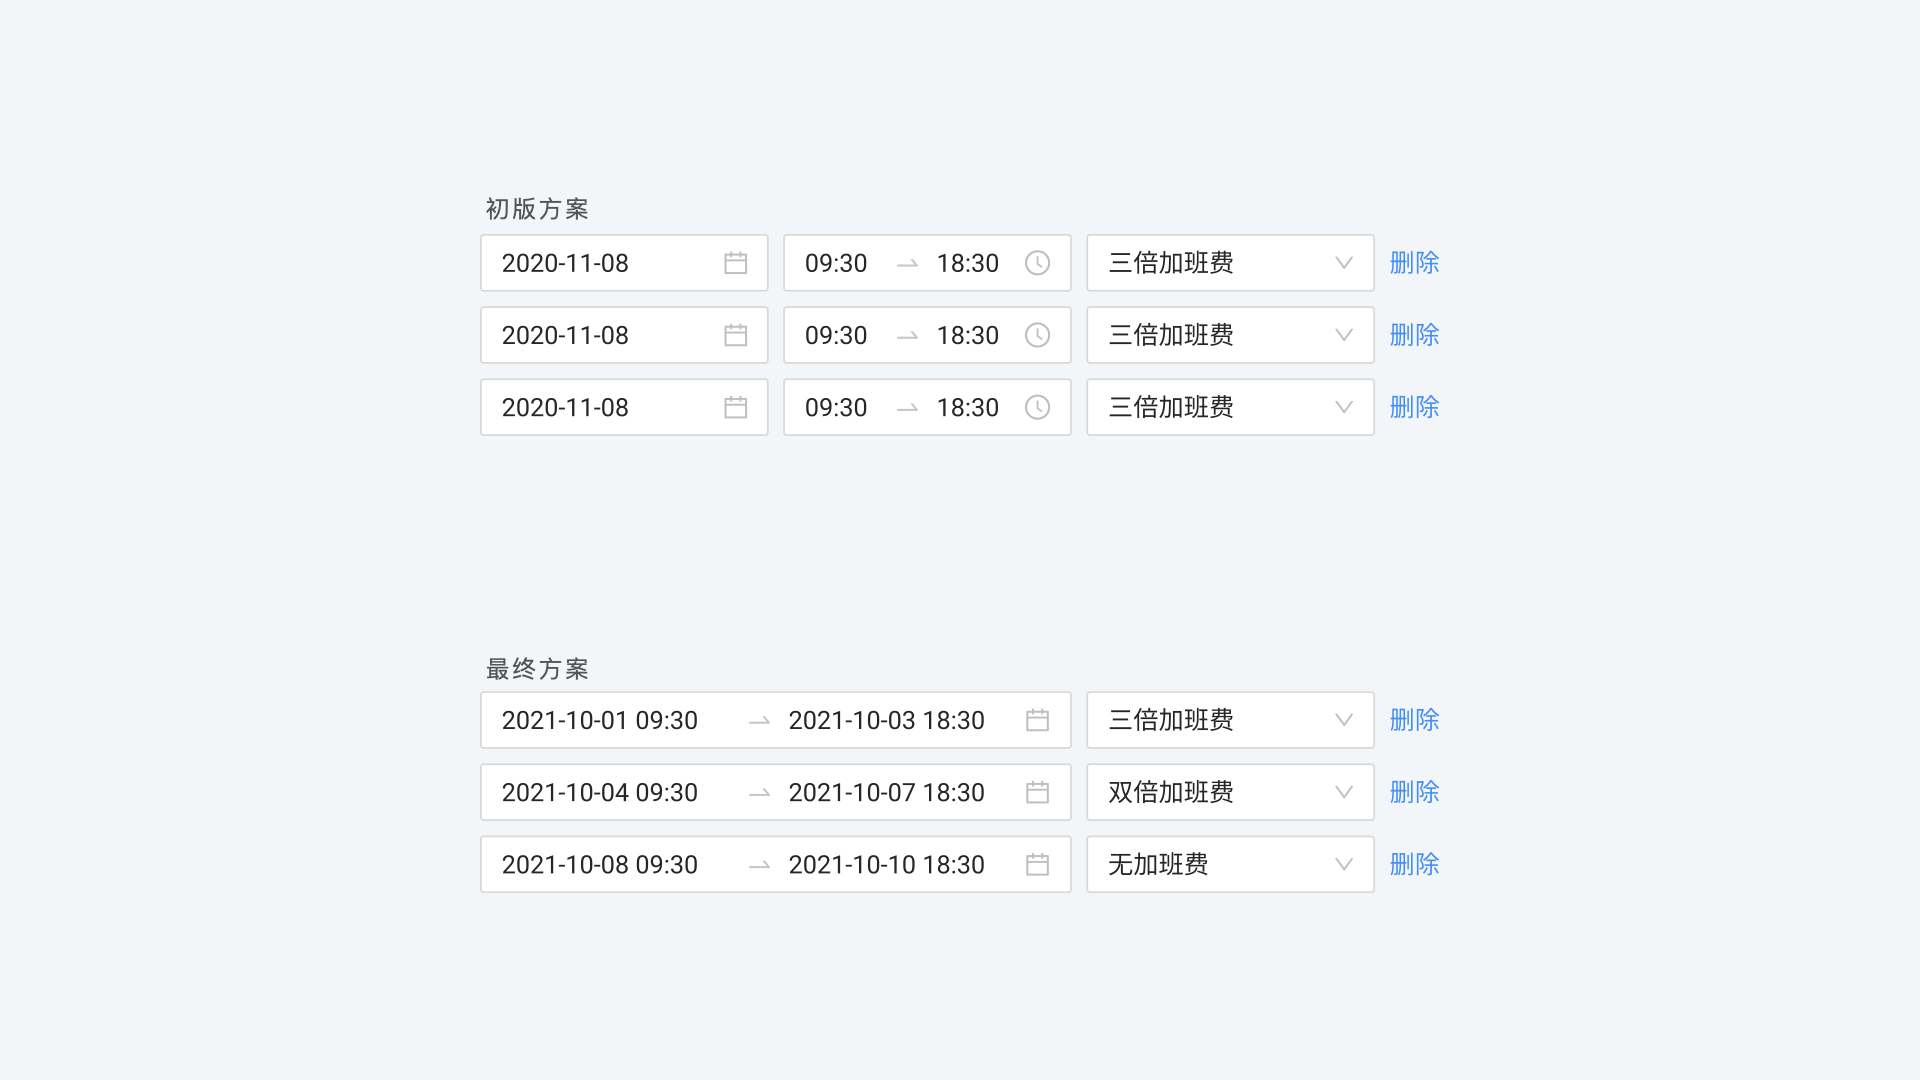 初版方案
2020-11-08 09:30 18:30 三倍加班费 删除
2020-11-08 09:30 18:30 三倍加班费 删除
2020-11-08 09:30 18:30 三倍加班费 删除
最终方案
2021-10-01 09:30 2021-10-03 18:30 三倍加班费 删除
2021-10-04 09:30 2021-10-07 18:30 双倍加班费 删除
2021-10-08 09:30 2021-10-10 18:30 无加班费 删除